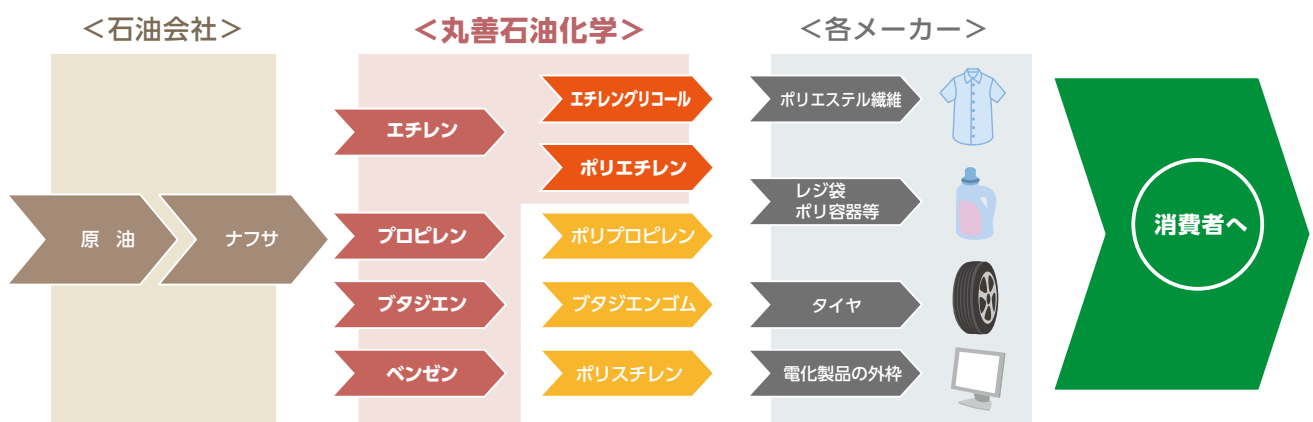 ＜石油会社＞
＜丸善石油化学＞
＜各メーカー＞
原 油
ナフサ
エチレン
プロピレン
ブタジエン
ベンゼン
エチレングリコール
ポリエチレン
ポリプロピレン
ブタジエンゴム
ポリスチレン
ポリエステル繊維
レジ袋
ポリ容器等
タイヤ
電化製品の外枠
消費者へ